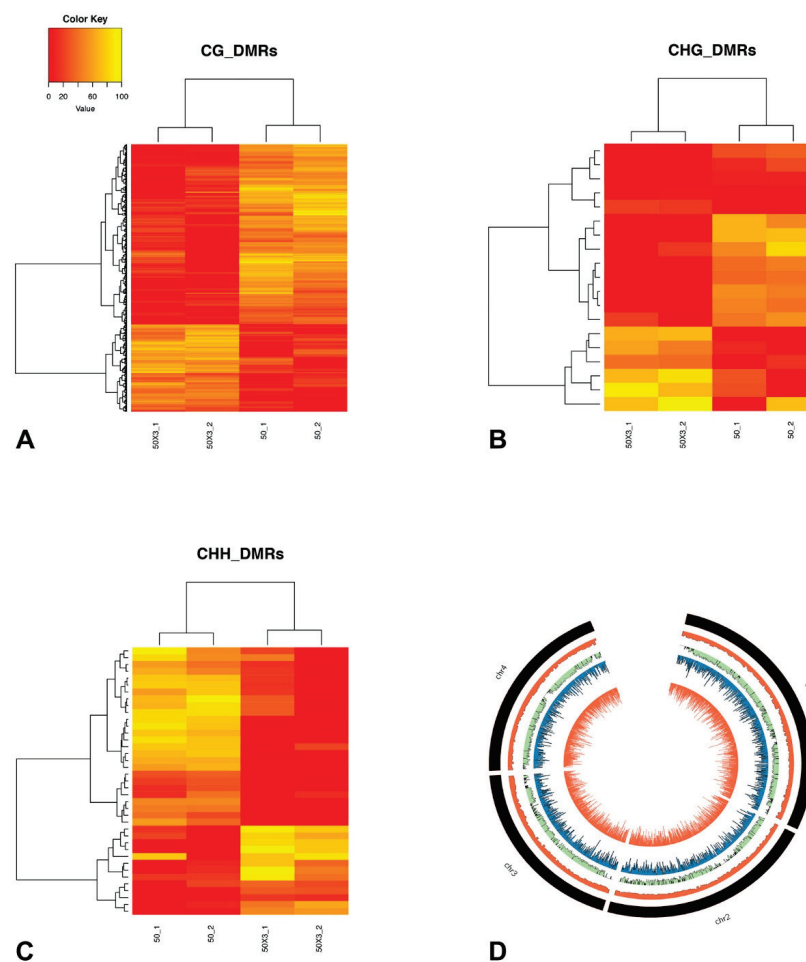 Color Key
0 20 60 100
Value
CG_DMRs
50X3_1 50X3_2 50_1 50_2
A
CHG_DMRs
50X3_1 50X3_2 50_1 50_2
B
CHH_DMRs
50_1 50_2 50X3_1 50X3_2
C
chr4
chr3
chr2
D